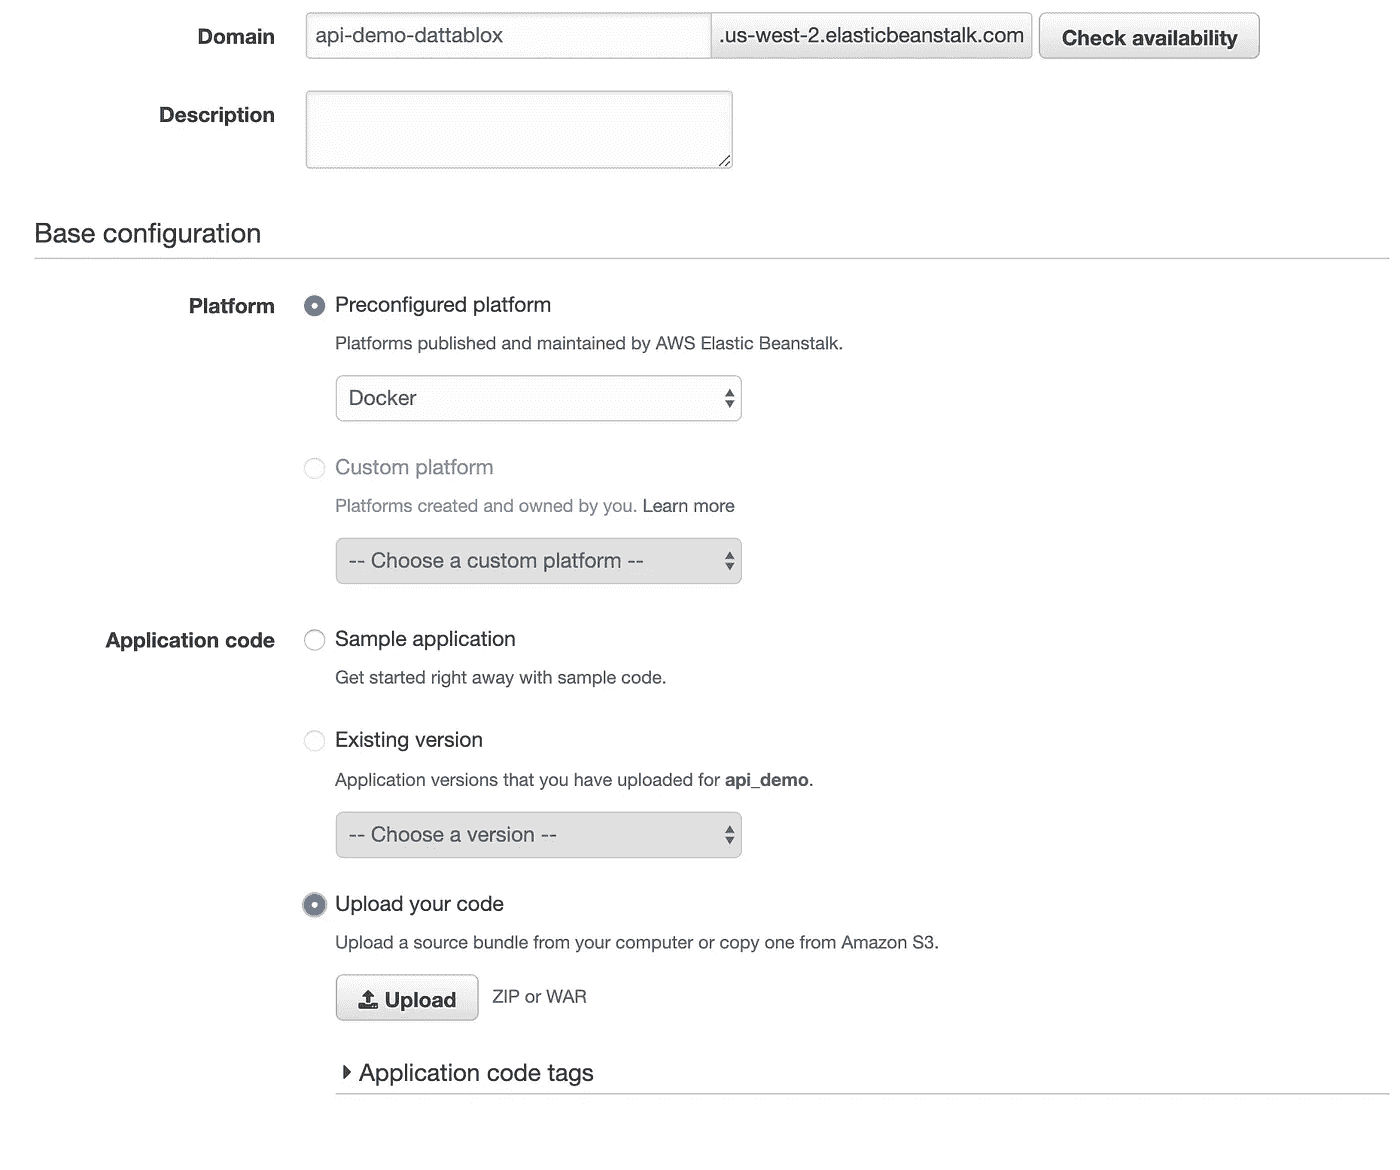 Domain api-demo-dattablox .us-west-2.elasticbeanstalk.com Check availability
Description
Base configuration
Platform Preconfigured platform
Platforms published and maintained by AWS Elastic Beanstalk.
Docker
Custom platform
Platforms created and owned by you. Learn more
-- Choose a custom platform --
Application code Sample application
Get started right away with sample code.
Existing version
Application versions that you have uploaded for api_demo.
-- Choose a version --
Upload your code
Upload a source bundle from your computer or copy one from Amazon S3.
Upload ZIP or WAR
Application code tags